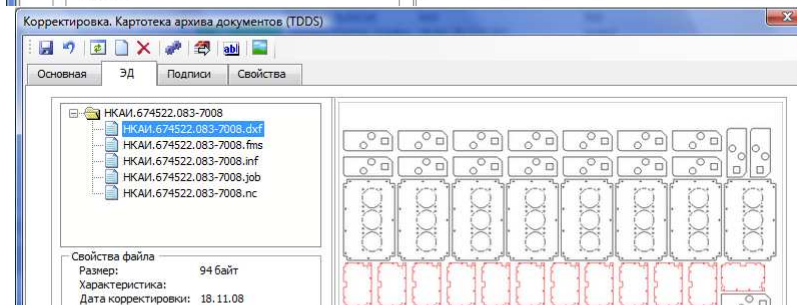 Корректировка. Картотека архива документов (TDDS)
abl
Основная ЭД Подписи Свойства
НКАИ.674522.083-7008
НКАИ.674522.083-7008.dxf
НКАИ.674522.083-7008.fms
НКАИ.674522.083-7008.inf
НКАИ.674522.083-7008.job
НКАИ.674522.083-7008.nc
Свойства файла
Размер: 94 байт
Характеристика:
Дата корректировки: 18.11.08